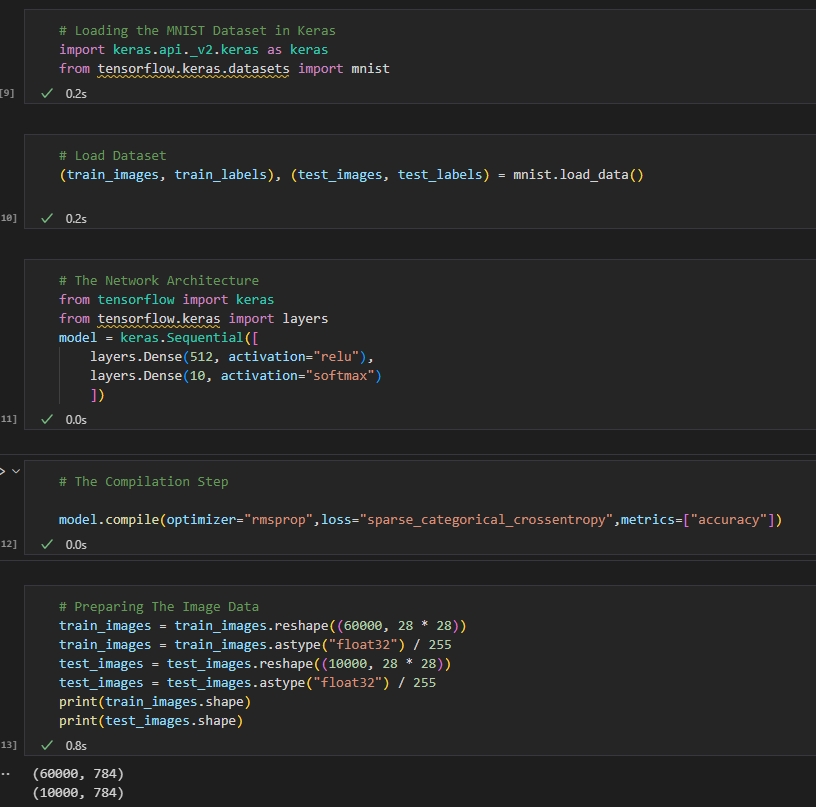 # Loading the MNIST Dataset in Keras
import keras.api._v2.keras as keras
from tensorflow.keras.datasets import mnist
[9] 0.2s
# Load Dataset
(train_images, train_labels), (test_images, test_labels) = mnist.load_data()
10] 0.2s
# The Network Architecture
from tensorflow import keras
from tensorflow.keras import layers
model = keras.Sequential([
    layers.Dense(512, activation="relu"),
    layers.Dense(10, activation="softmax")
    ])
11] 0.0s
# The Compilation Step
model.compile(optimizer="rmsprop",loss="sparse_categorical_crossentropy",metrics=["accuracy"])
12] 0.0s
# Preparing The Image Data
train_images = train_images.reshape((60000, 28 * 28))
train_images = train_images.astype("float32") / 255
test_images = test_images.reshape((10000, 28 * 28))
test_images = test_images.astype("float32") / 255
print(train_images.shape)
print(test_images.shape)
13] 0.8s
(60000, 784)
(10000, 784)